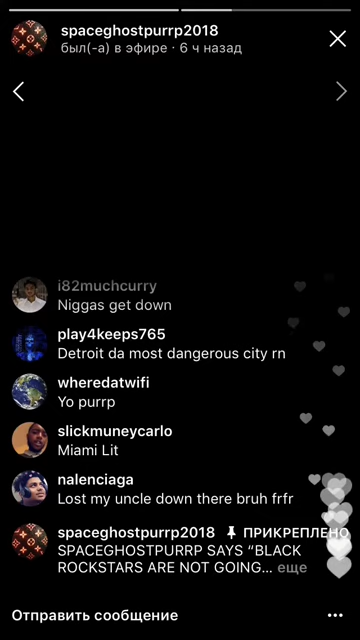 spaceghostpurrp2018
был(-а) в эфире · 6 ч назад
i82muchcurry
Niggas get down
play4keeps765
Detroit da most dangerous city rn
wheredatwifi
Yo purrp
slickmuneycarlo
Miami Lit
nalenciaga
Lost my uncle down there bruh frfr
spaceghostpurrp2018 ПРИКРЕПЛЕНО
SPACEGHOSTPURRP SAYS “BLACK
ROCKSTARS ARE NOT GOING... еще
Отправить сообщение